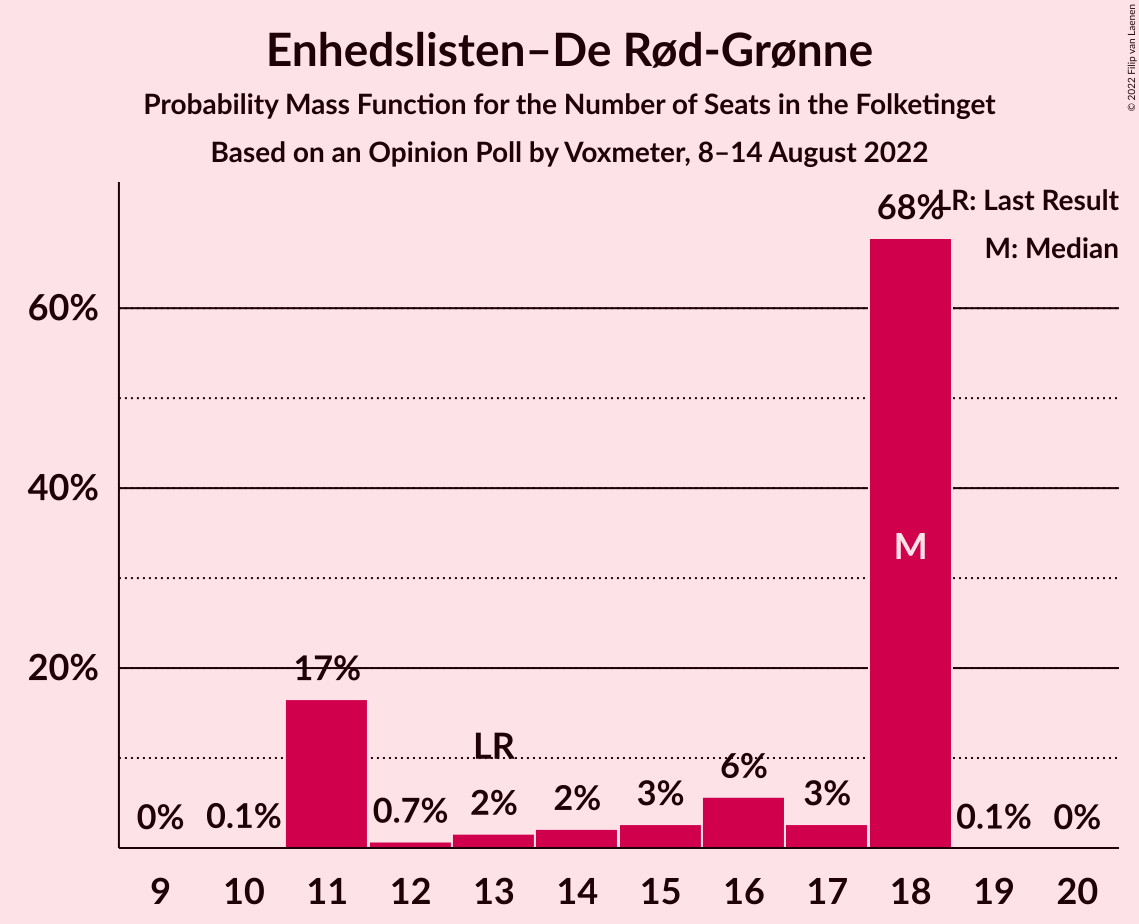 Enhedslisten–De Rød-Grønne
Probability Mass Function for the Number of Seats in the Folketinget
Based on an Opinion Poll by Voxmeter, 8–14 August 2022
© 2022 Filip van Laenen
LR: Last Result
M: Median
60%
40%
20%
0%
0.1%
17%
0.7%
LR
2%
2%
3%
6%
3%
68%
M
0.1%
0%
9 10 11 12 13 14 15 16 17 18 19 20